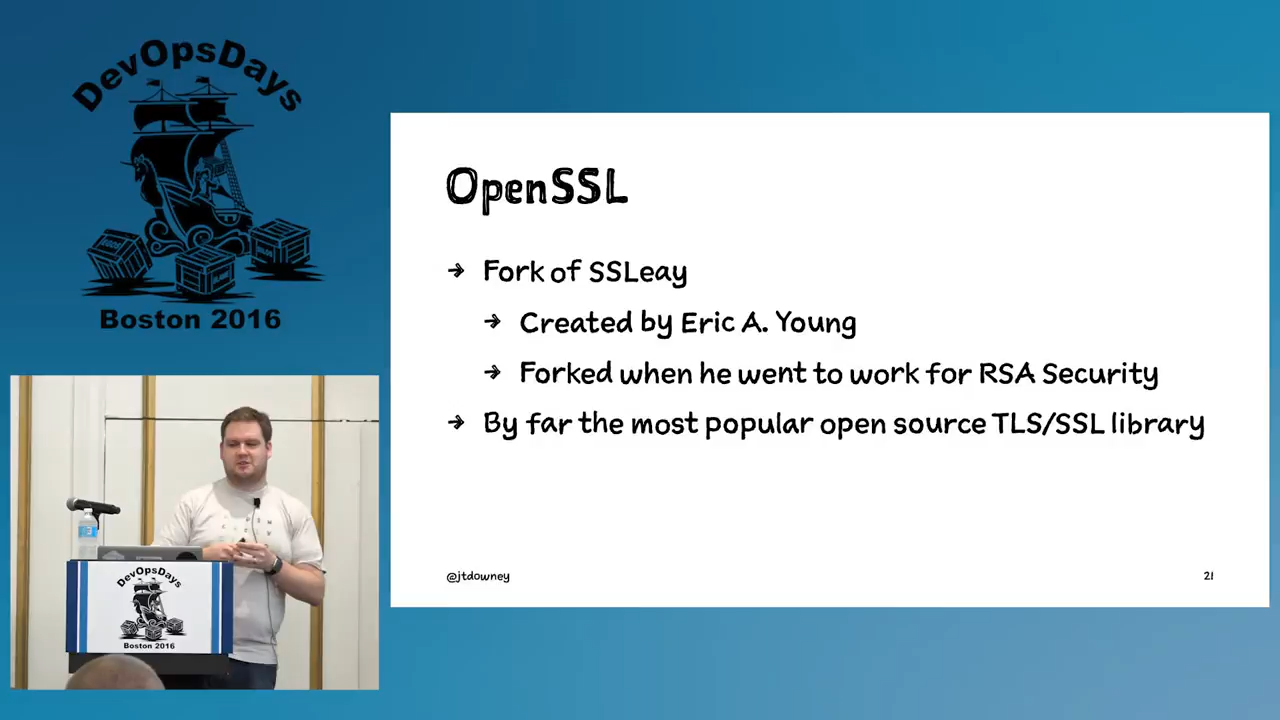 DevOpsDays
Boston 2016
OpenSSL
→ Fork of SSLeay
→ Created by Eric A. Young
→ Forked when he went to work for RSA Security
→ By far the most popular open source TLS/SSL library
@jtdowney
21
DevOpsDays
Boston 2016